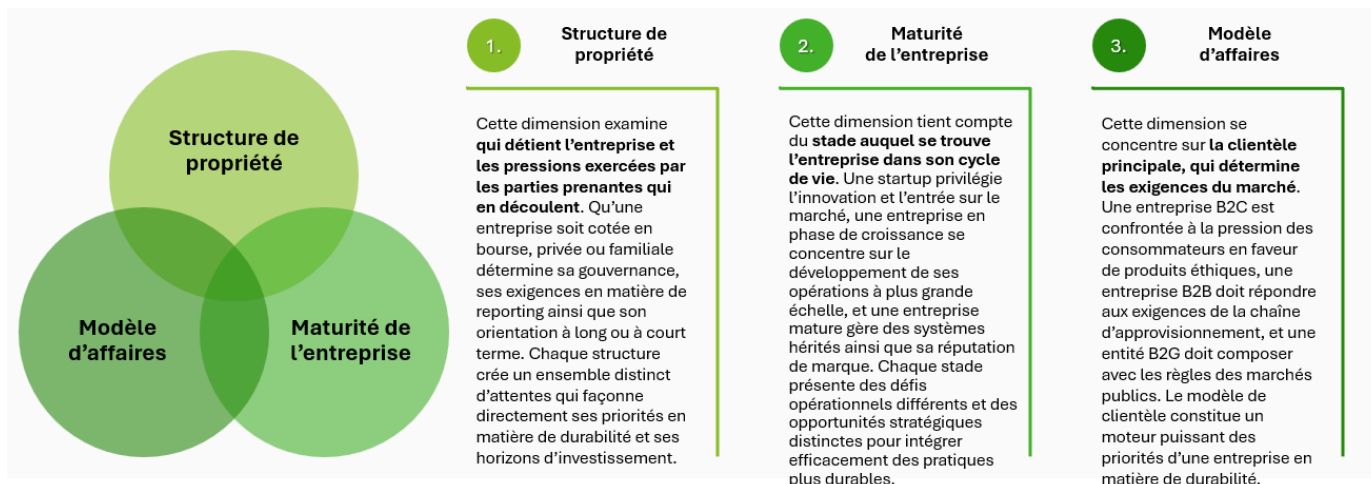 Structure de
propriété
Modèle
d'affaires
Maturité de
l'entreprise
1.
Structure de
propriété
Cette dimension examine
qui détient l'entreprise et
les pressions exercées par
les parties prenantes qui
en découlent. Qu'une
entreprise soit cotée en
bourse, privée ou familiale
détermine sa gouvernance,
ses exigences en matière de
reporting ainsi que son
orientation à long ou à court
terme. Chaque structure
crée un ensemble distinct
d'attentes qui façonne
directement ses priorités en
matière de durabilité et ses
horizons d'investissement.
2.
Maturité
de l'entreprise
Cette dimension tient compte
du stade auquel se trouve
l'entreprise dans son cycle
de vie. Une startup privilégie
l'innovation et l'entrée sur le
marché, une entreprise en
phase de croissance se
concentre sur le
développement de ses
opérations à plus grande
échelle, et une entreprise
mature gère des systèmes
hérités ainsi que sa réputation
de marque. Chaque stade
présente des défis
opérationnels différents et des
opportunités stratégiques
distinctes pour intégrer
efficacement des pratiques
plus durables.
3.
Modèle
d'affaires
Cette dimension se
concentre sur la clientèle
principale, qui détermine
les exigences du marché.
Une entreprise B2C est
confrontée à la pression des
consommateurs en faveur
de produits éthiques, une
entreprise B2B doit répondre
aux exigences de la chaîne
d'approvisionnement, et une
entité B2G doit composer
avec les règles des marchés
publics. Le modèle de
clientèle constitue un
moteur puissant des
priorités d'une entreprise en
matière de durabilité.